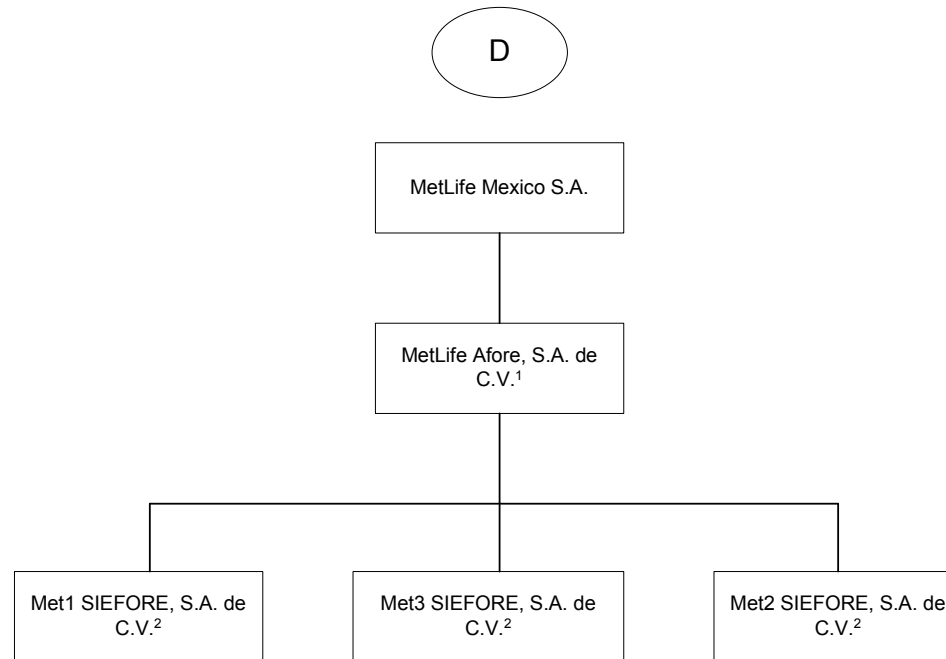 D
MetLife Mexico S.A.
MetLife Afore, S.A. de
C.V.¹
Met1 SIEFORE, S.A. de
C.V.²
Met3 SIEFORE, S.A. de
C.V.²
Met2 SIEFORE, S.A. de
C.V.²